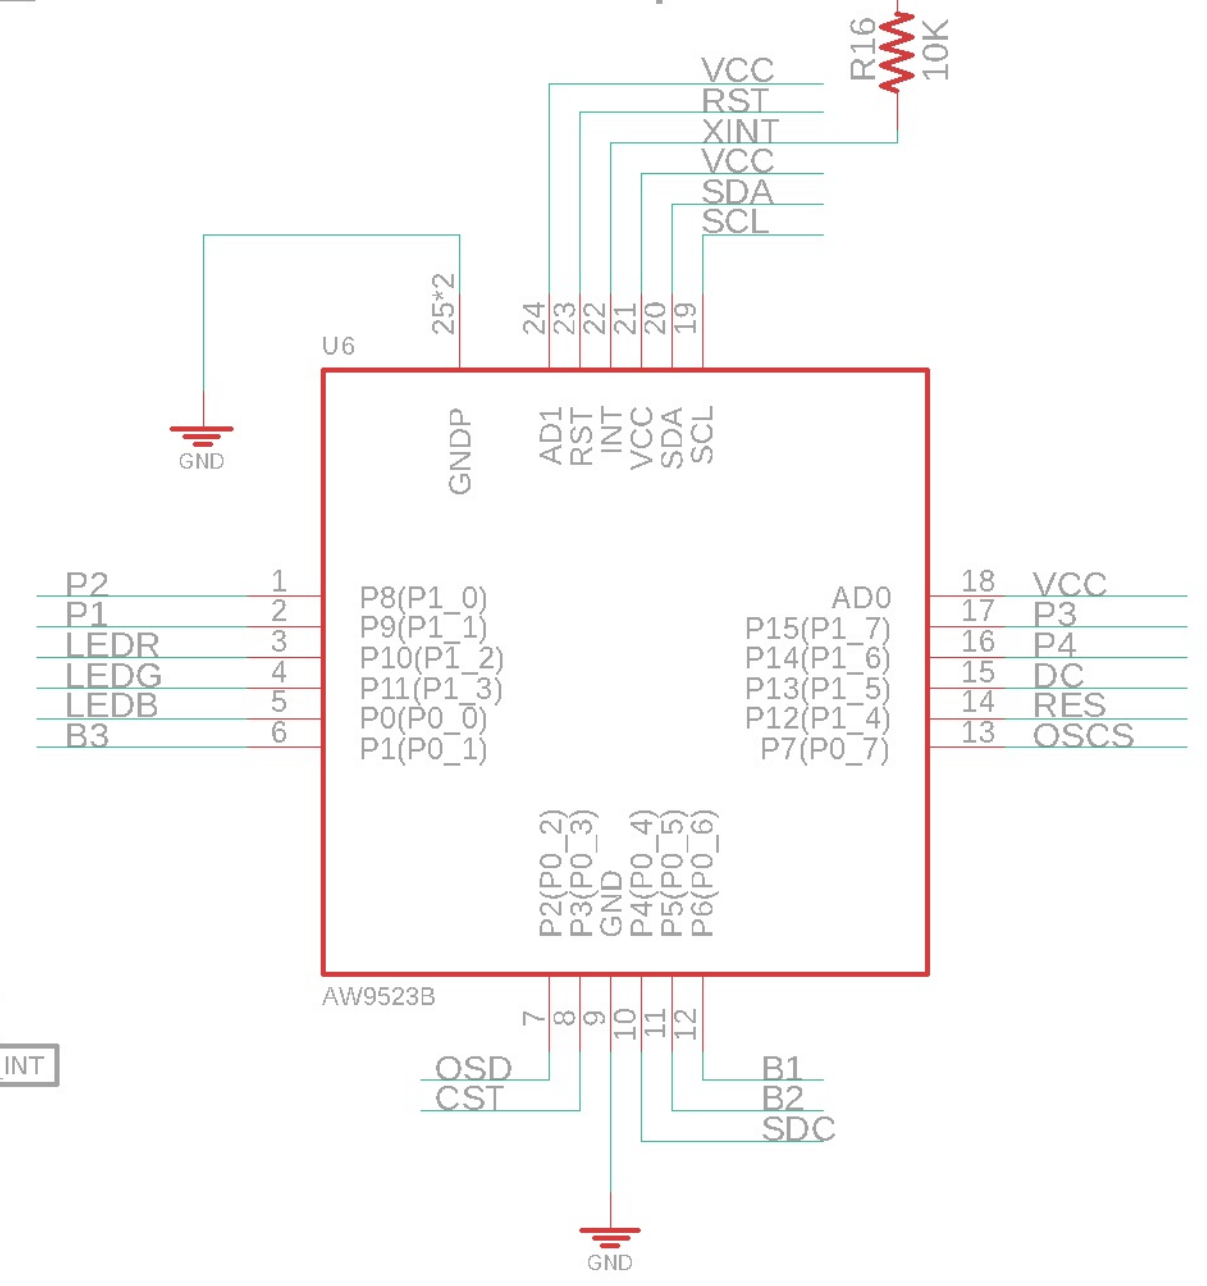 R16
10K
VCC
RST
XINT
VCC
SDA
SCL
25*2
24
23
22
21
20
19
U6
GNDP
AD1
RST
INT
VCC
SDA
SCL
GND
P2 1 P8(P1_0)
P1 2 P9(P1_1)
LEDR 3 P10(P1_2)
LEDG 4 P11(P1_3)
LEDB 5 P0(P0_0)
B3 6 P1(P0_1)
AD0 18 VCC
P15(P1_7) 17 P3
P14(P1_6) 16 P4
P13(P1_5) 15 DC
P12(P1_4) 14 RES
P7(P0_7) 13 OSCS
P2(P0_2)
P3(P0_3)
GND
P4(P0_4)
P5(P0_5)
P6(P0_6)
AW9523B
7
8
9
10
11
12
_INT
OSD
CST
B1
B2
SDC
GND